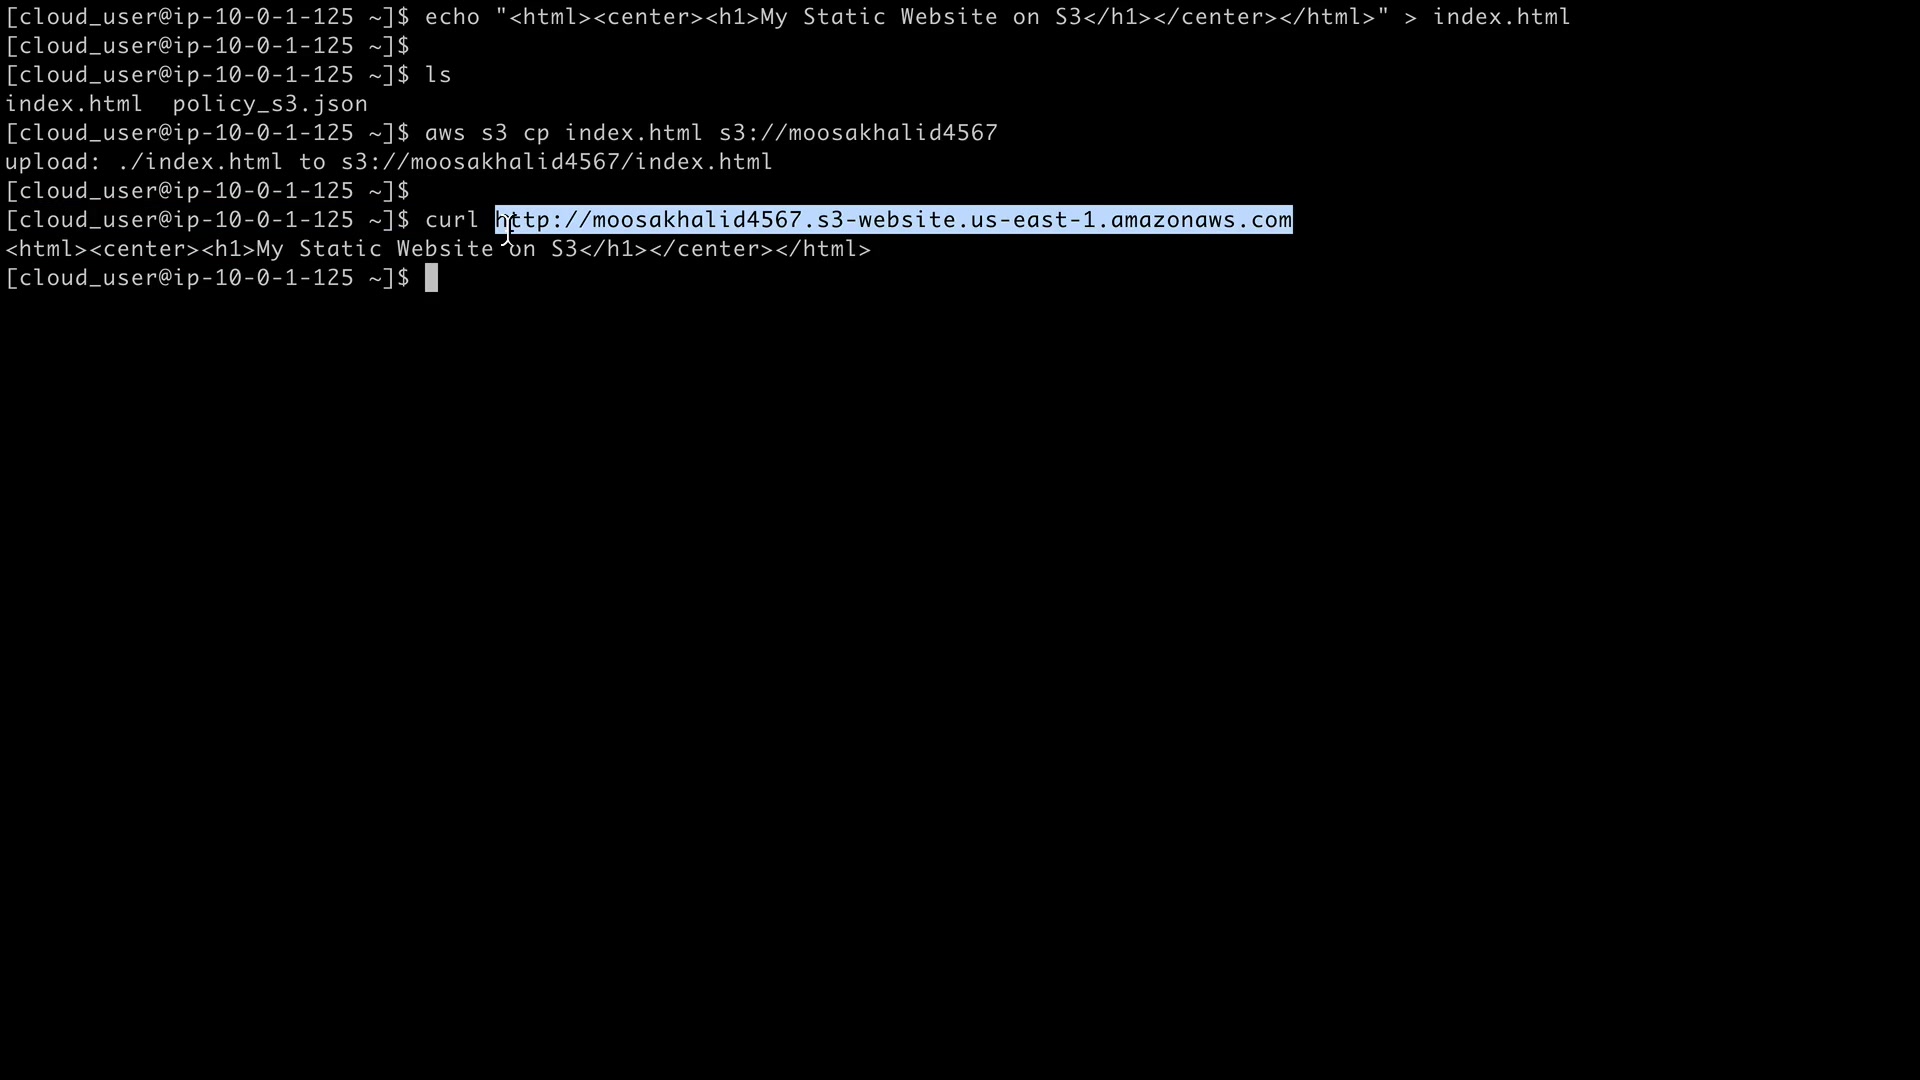 [cloud_user@ip-10-0-1-125 ~]$ echo "<html><center><h1>My Static Website on S3</h1></center></html>" > index.html
[cloud_user@ip-10-0-1-125 ~]$
[cloud_user@ip-10-0-1-125 ~]$ ls
index.html  policy_s3.json
[cloud_user@ip-10-0-1-125 ~]$ aws s3 cp index.html s3://moosakhalid4567
upload: ./index.html to s3://moosakhalid4567/index.html
[cloud_user@ip-10-0-1-125 ~]$
[cloud_user@ip-10-0-1-125 ~]$ curl http://moosakhalid4567.s3-website.us-east-1.amazonaws.com
<html><center><h1>My Static Website on S3</h1></center></html>
[cloud_user@ip-10-0-1-125 ~]$